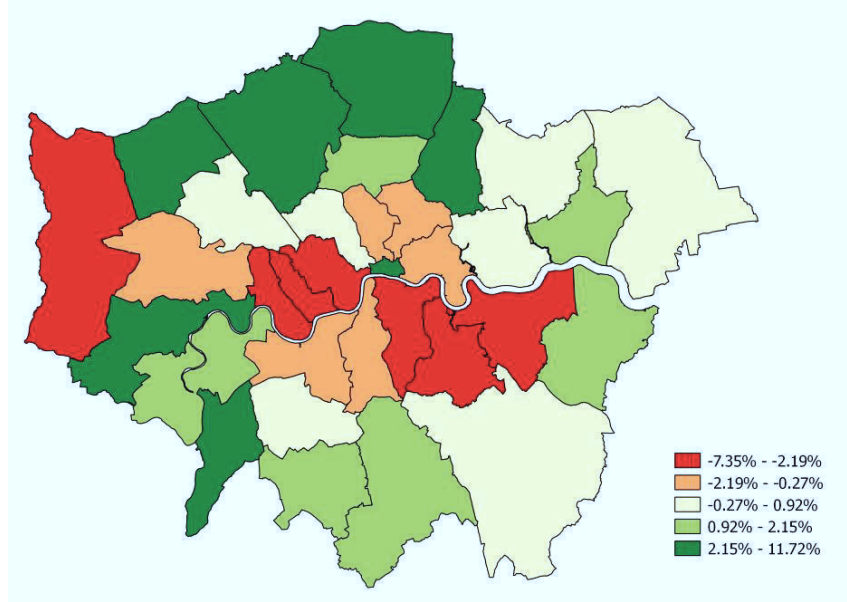 -7.35% - -2.19%
-2.19% - -0.27%
-0.27% - 0.92%
0.92% - 2.15%
2.15% - 11.72%